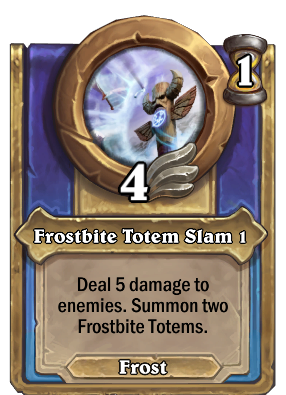 1
4
Frostbite Totem Slam 1
Deal 5 damage to
enemies. Summon two
Frostbite Totems.
Frost